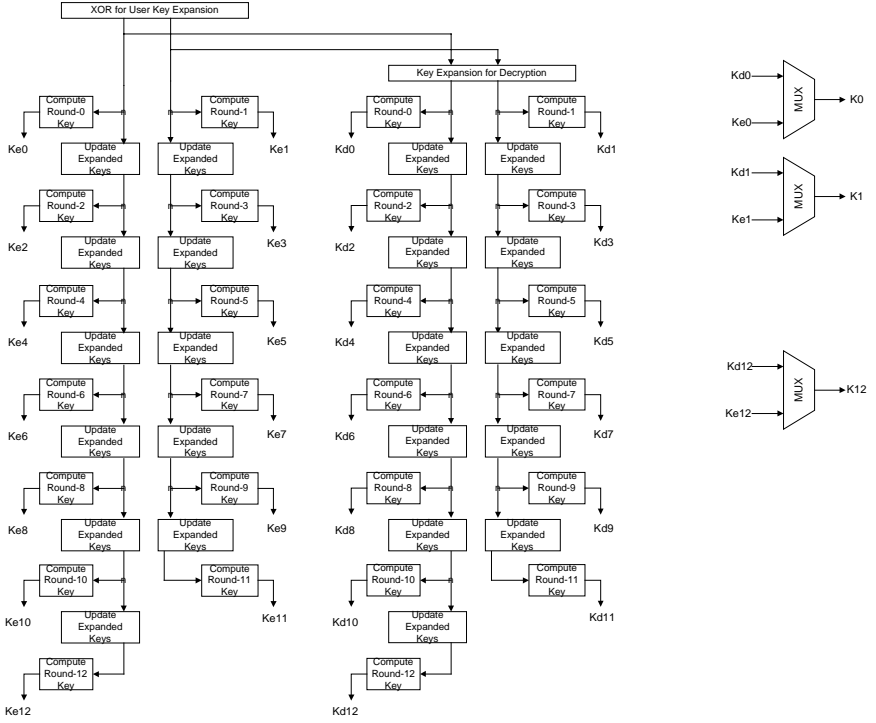 XOR for User Key Expansion
Key Expansion for Decryption
Compute
Round-0
Key
n
n
Compute
Round-1
Key
Compute
Round-0
Key
n
n
Compute
Round-1
Key
Ke0
Ke1
Kd0
Kd1
Update
Expanded
Keys
Update
Expanded
Keys
Update
Expanded
Keys
Update
Expanded
Keys
Compute
Round-2
Key
n
n
Compute
Round-3
Key
Compute
Round-2
Key
n
n
Compute
Round-3
Key
Ke2
Ke3
Kd2
Kd3
Update
Expanded
Keys
Update
Expanded
Keys
Update
Expanded
Keys
Update
Expanded
Keys
Compute
Round-4
Key
n
n
Compute
Round-5
Key
Compute
Round-4
Key
n
n
Compute
Round-5
Key
Ke4
Ke5
Kd4
Kd5
Update
Expanded
Keys
Update
Expanded
Keys
Update
Expanded
Keys
Update
Expanded
Keys
Compute
Round-6
Key
n
n
Compute
Round-7
Key
Compute
Round-6
Key
n
n
Compute
Round-7
Key
Ke6
Ke7
Kd6
Kd7
Update
Expanded
Keys
Update
Expanded
Keys
Update
Expanded
Keys
Update
Expanded
Keys
Compute
Round-8
Key
n
n
Compute
Round-9
Key
Compute
Round-8
Key
n
n
Compute
Round-9
Key
Ke8
Ke9
Kd8
Kd9
Update
Expanded
Keys
Update
Expanded
Keys
Update
Expanded
Keys
Update
Expanded
Keys
Compute
Round-10
Key
n
Compute
Round-11
Key
Compute
Round-10
Key
n
Compute
Round-11
Key
Ke10
Ke11
Kd10
Kd11
Update
Expanded
Keys
Update
Expanded
Keys
Compute
Round-12
Key
Compute
Round-12
Key
Ke12
Kd12
Kd0
Ke0
MUX
K0
Kd1
Ke1
MUX
K1
Kd12
Ke12
MUX
K12